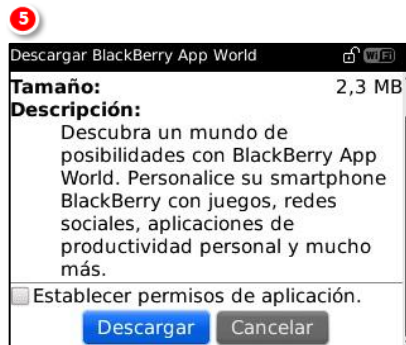 5
Descargar BlackBerry App World WiFi
Tamaño: 2,3 MB
Descripción:
Descubra un mundo de
posibilidades con BlackBerry App
World. Personalice su smartphone
BlackBerry con juegos, redes
sociales, aplicaciones de
productividad personal y mucho
más.
Establecer permisos de aplicación.
Descargar Cancelar